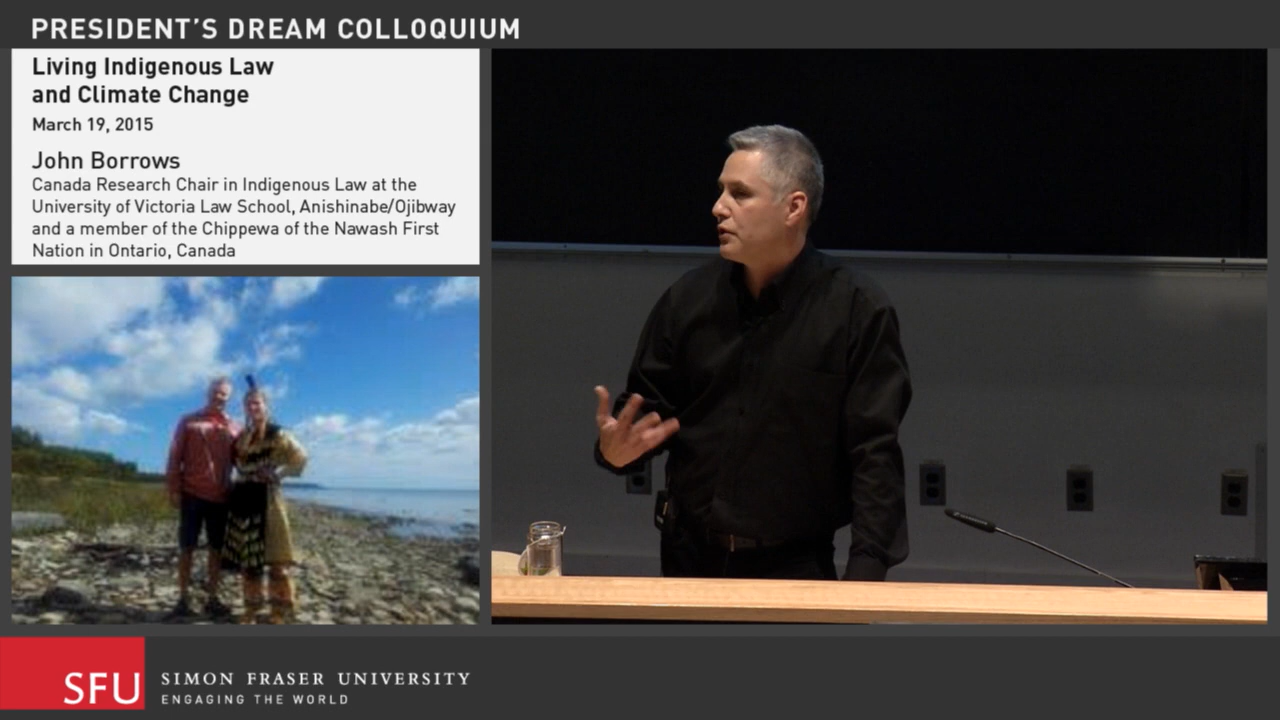 PRESIDENT'S DREAM COLLOQUIUM
Living Indigenous Law
and Climate Change
March 19, 2015
John Borrows
Canada Research Chair in Indigenous Law at the
University of Victoria Law School, Anishinabe/Ojibway
and a member of the Chippewa of the Nawash First
Nation in Ontario, Canada
SFU
SIMON FRASER UNIVERSITY
ENGAGING THE WORLD